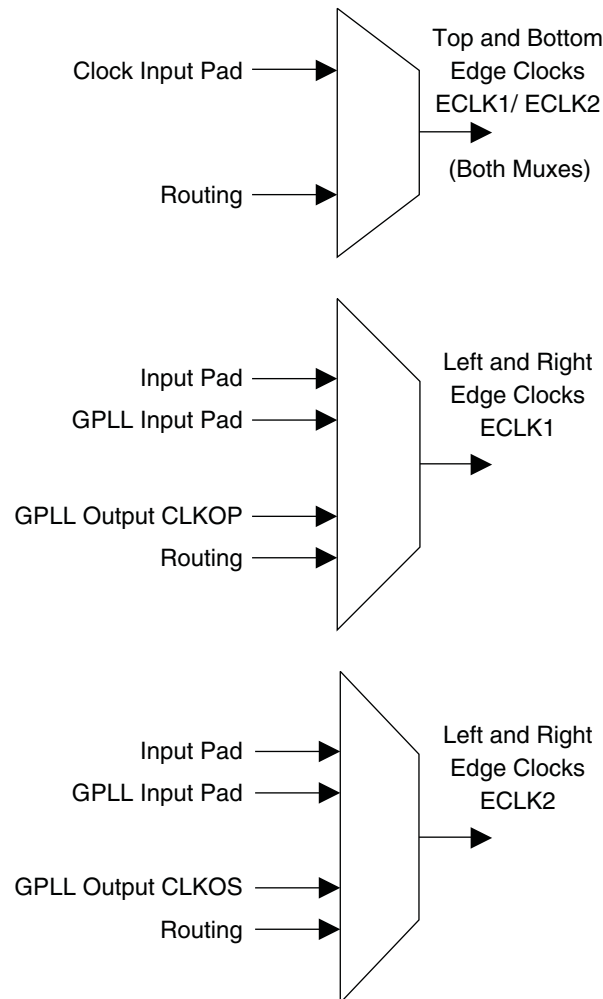 Clock Input Pad
Routing
Top and Bottom
Edge Clocks
ECLK1/ ECLK2
(Both Muxes)
Input Pad
GPLL Input Pad
GPLL Output CLKOP
Routing
Left and Right
Edge Clocks
ECLK1
Input Pad
GPLL Input Pad
GPLL Output CLKOS
Routing
Left and Right
Edge Clocks
ECLK2